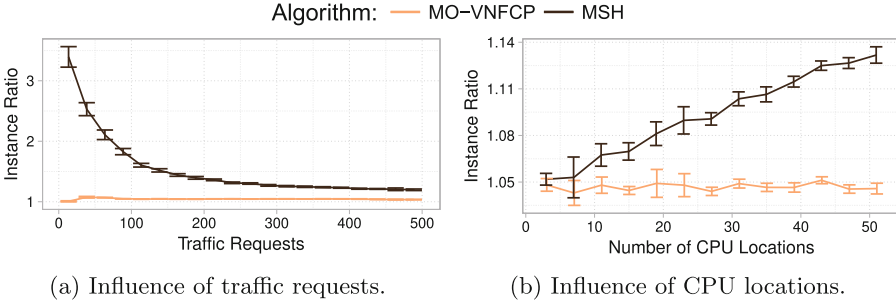 Algorithm: MO−VNFCP MSH
Instance Ratio
3
2
1
0 100 200 300 400 500
Traffic Requests
(a) Influence of traffic requests.
Instance Ratio
1.14
1.11
1.08
1.05
0 10 20 30 40 50
Number of CPU Locations
(b) Influence of CPU locations.